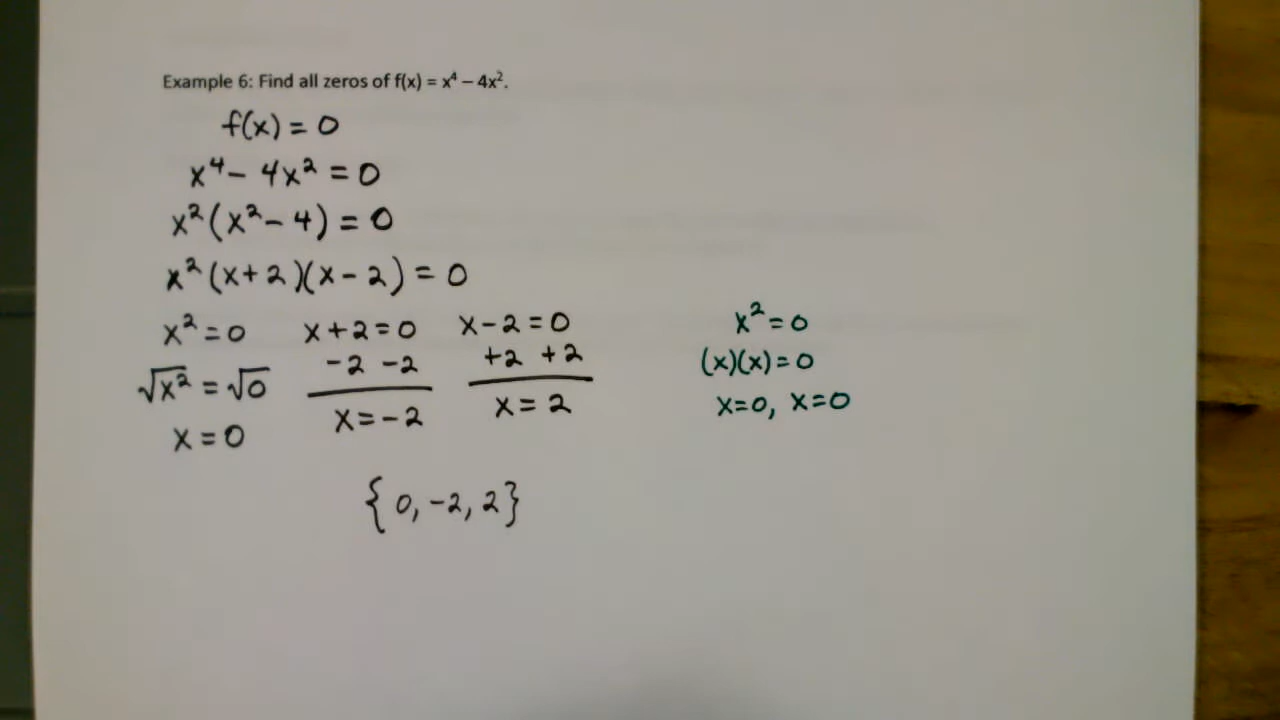 Example 6: Find all zeros of f(x) = x⁴ – 4x².
f(x) = 0
x⁴ - 4x² = 0
x²(x² - 4) = 0
x²(x+2)(x-2) = 0
x² = 0 x+2=0 x-2=0
-2 -2 +2 +2
√x² = √0
x = 0 x=-2 x=2
{0, -2, 2}
x² = 0
(x)(x) = 0
x=0, x=0